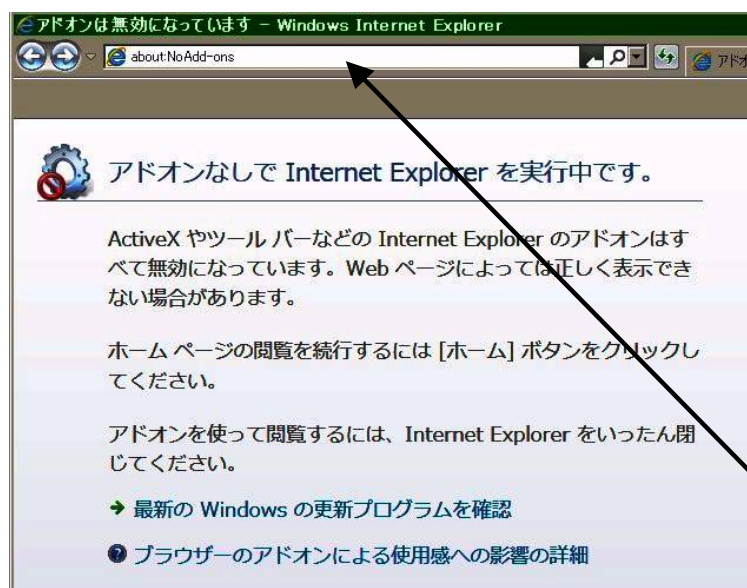 アドオンは無効になっています - Windows Internet Explorer
about:NoAdd-ons
アドオンなしで Internet Explorer を実行中です。
ActiveX やツール バーなどの Internet Explorer のアドオンはす
べて無効になっています。Web ページによっては正しく表示でき
ない場合があります。
ホーム ページの閲覧を続行するには [ホーム] ボタンをクリックし
てください。
アドオンを使って閲覧するには、Internet Explorer をいったん閉
じてください。
最新の Windows の更新プログラムを確認
ブラウザーのアドオンによる使用感への影響の詳細